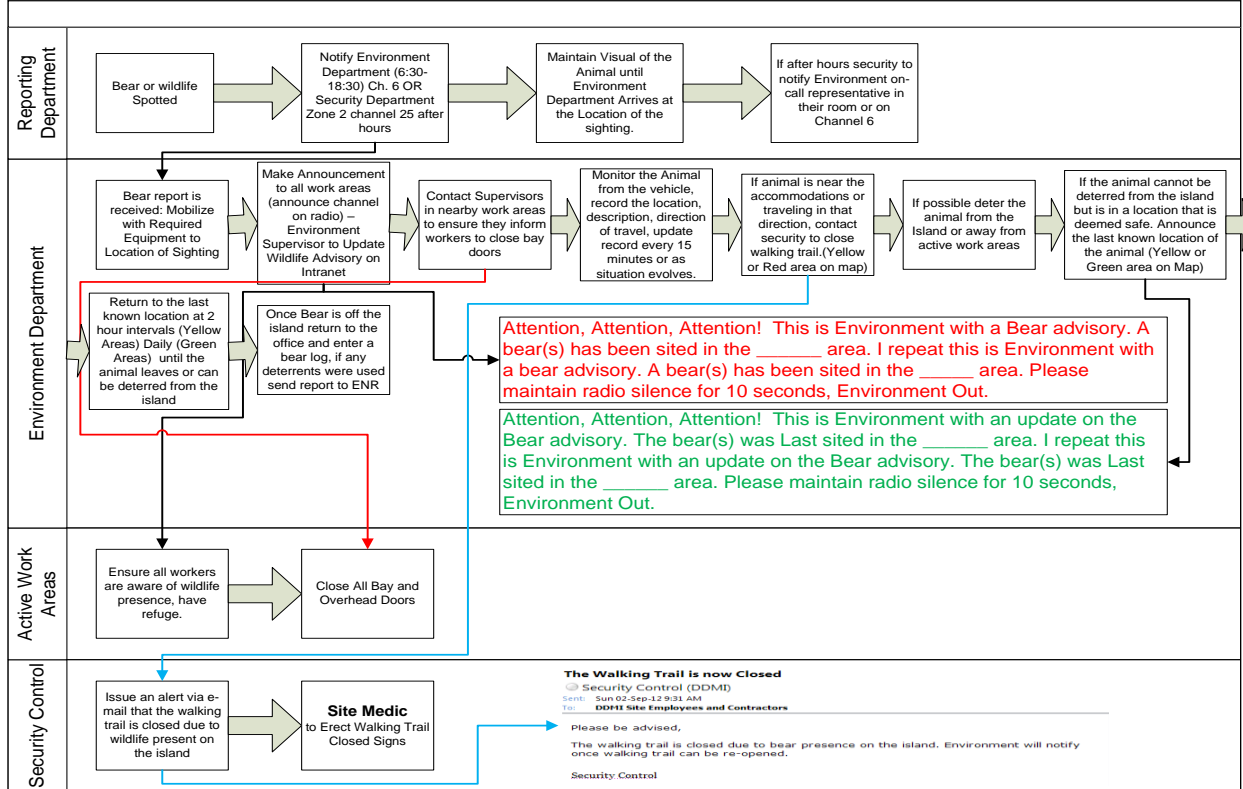 Reporting
Department
Bear or wildlife
Spotted
Notify Environment
Department (6:30-
18:30) Ch. 6 OR
Security Department
Zone 2 channel 25 after
hours
Maintain Visual of the
Animal until
Environment
Department Arrives at
the Location of the
sighting.
If after hours security to
notify Environment on-
call representative in
their room or on
Channel 6
Environment Department
Bear report is
received: Mobilize
with Required
Equipment to
Location of Sighting
Make Announcement
to all work areas
(announce channel
on radio) –
Environment
Supervisor to Update
Wildlife Advisory on
Intranet
Contact Supervisors
in nearby work areas
to ensure they inform
workers to close bay
doors
Monitor the Animal
from the vehicle,
record the location,
description, direction
of travel, update
record every 15
minutes or as
situation evolves.
If animal is near the
accommodations or
traveling in that
direction, contact
security to close
walking trail.(Yellow
or Red area on map)
If possible deter the
animal from the
Island or away from
active work areas
If the animal cannot be
deterred from the island
but is in a location that is
deemed safe. Announce
the last known location of
the animal (Yellow or
Green area on Map)
Return to the last
known location at 2
hour intervals (Yellow
Areas) Daily (Green
Areas) until the
animal leaves or can
be deterred from the
island
Once Bear is off the
island return to the
office and enter a
bear log, if any
deterrents were used
send report to ENR
Attention, Attention, Attention! This is Environment with a Bear advisory. A
bear(s) has been sited in the ______ area. I repeat this is Environment with
a bear advisory. A bear(s) has been sited in the _____ area. Please
maintain radio silence for 10 seconds, Environment Out.
Attention, Attention, Attention! This is Environment with an update on the
Bear advisory. The bear(s) was Last sited in the ______ area. I repeat this
is Environment with an update on the Bear advisory. The bear(s) was Last
sited in the ______ area. Please maintain radio silence for 10 seconds,
Environment Out.
Active Work
Areas
Ensure all workers
are aware of wildlife
presence, have
refuge.
Close All Bay and
Overhead Doors
Security Control
Issue an alert via e-
mail that the walking
trail is closed due to
wildlife present on
the island
Site Medic
to Erect Walking Trail
Closed Signs
The Walking Trail is now Closed
Security Control (DDMI)
Sent: Sun 02-Sep-12 9:31 AM
To: DDMI Site Employees and Contractors
Please be advised,
The walking trail is closed due to bear presence on the island. Environment will notify
once walking trail can be re-opened.
Security Control